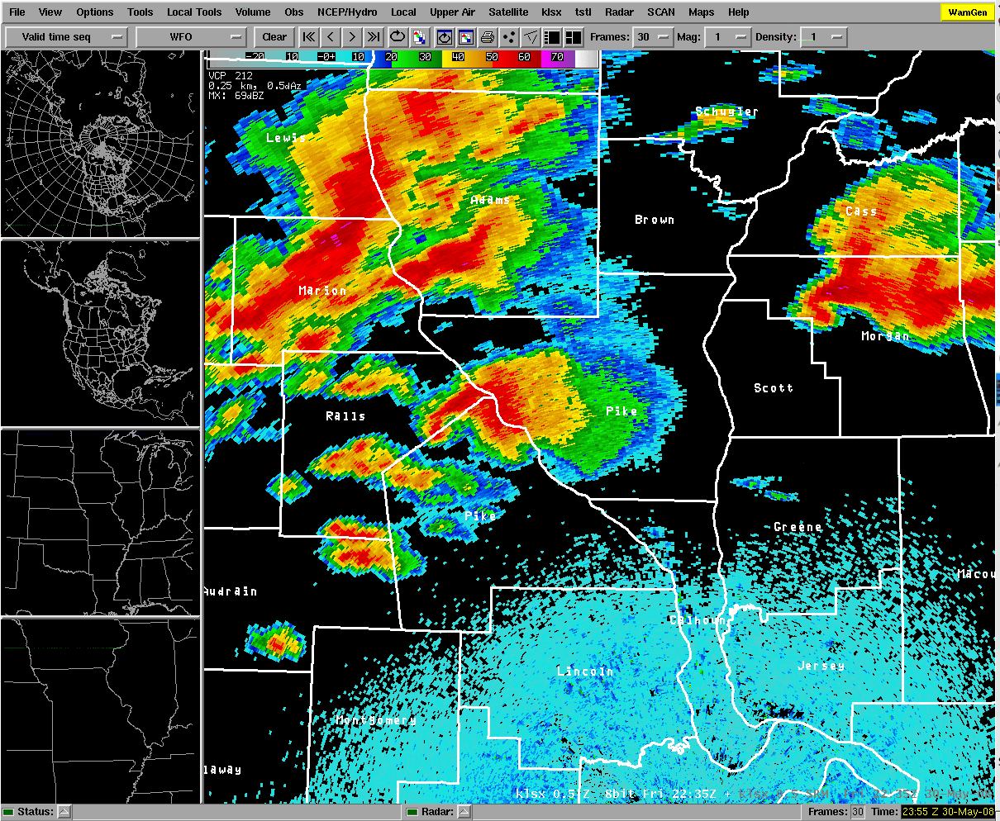 File View Options Tools Local Tools Volume Obs NCEP/Hydro Local Upper Air Satellite klsx tstl Radar SCAN Maps Help WarnGen
Valid time seq WFO Clear Frames: 30 Mag: 1 Density: 1
-20 10 -0+ 10 20 30 40 50 60 70
VCP 212
0.25 km, 0.5dAz
MX: 69dBZ
Schuyler
Lewis
Adams
Cass
Brown
Marion
Morgan
Scott
Pike
Ralls
Pike
Greene
Macou
Audrain
Calhoun
Jersey
Lincoln
Montgomery
laway
klsx 0.5 Z 8bit Fri 22:35Z +
Status: Radar: Frames: 30 Time: 23:55 Z 30-May-08